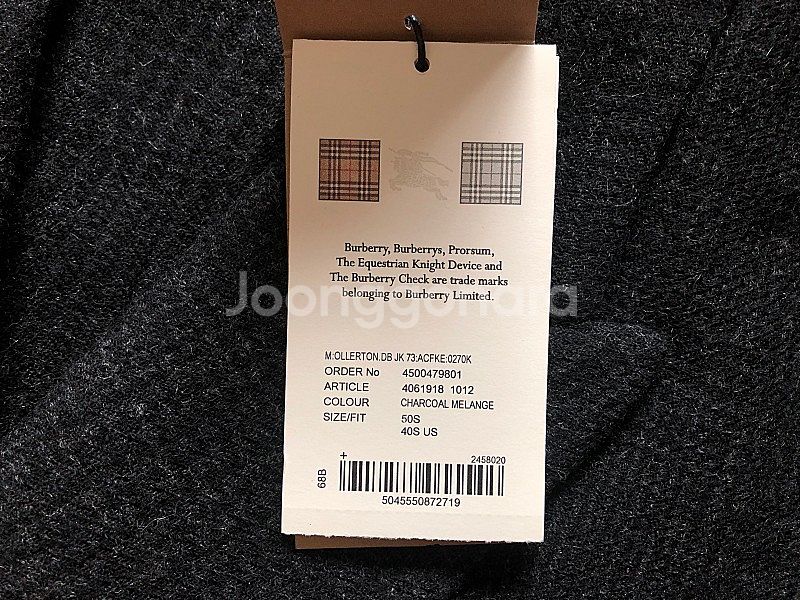 Burberry, Burberrys, Prorsum,
The Equestrian Knight Device and
The Burberry Check are trade marks
belonging to Burberry Limited.
Joonggonara
M:OLLERTON.DB JK 73:ACFKE:0270K
ORDER No 4500479801
ARTICLE 4061918 1012
COLOUR CHARCOAL MELANGE
SIZE/FIT 50S
40S US
+ 2458020
68B
5045550872719